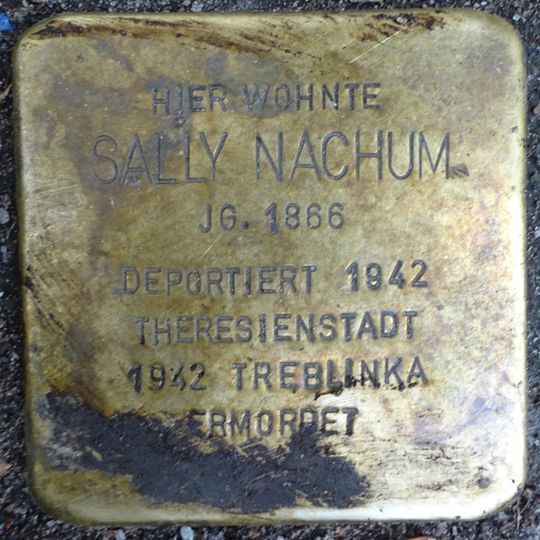 HIER WOHNTE
SALLY NACHUM
JG. 1866
DEPORTIERT 1942
THERESIENSTADT
1942 TREBLINKA
ERMORDET